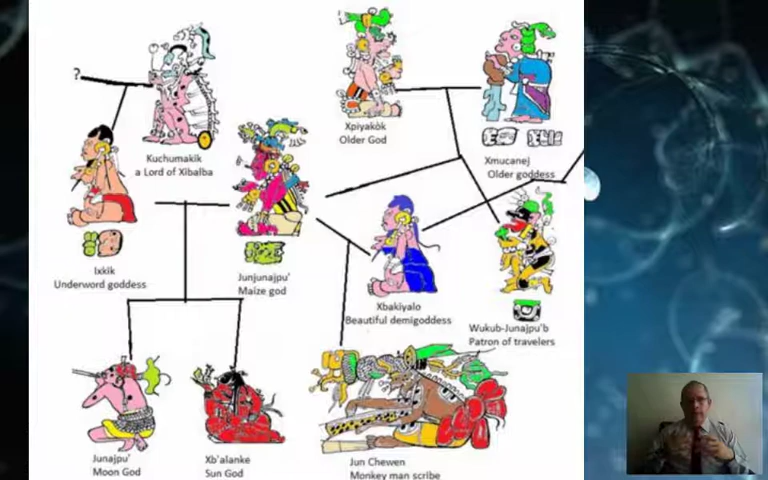 ?
Kuchumakik
a Lord of Xibalba
Xpiyakòk
Older God
Xmucanej
Older goddess
Ixkik
Underword goddess
Junjunajpu'
Maize god
Xbakiyalo
Beautiful demigoddess
Wukub-Junajpu'b
Patron of travelers
Junajpu'
Moon God
Xb'alanke
Sun God
Jun Chewen
Monkey man scribe